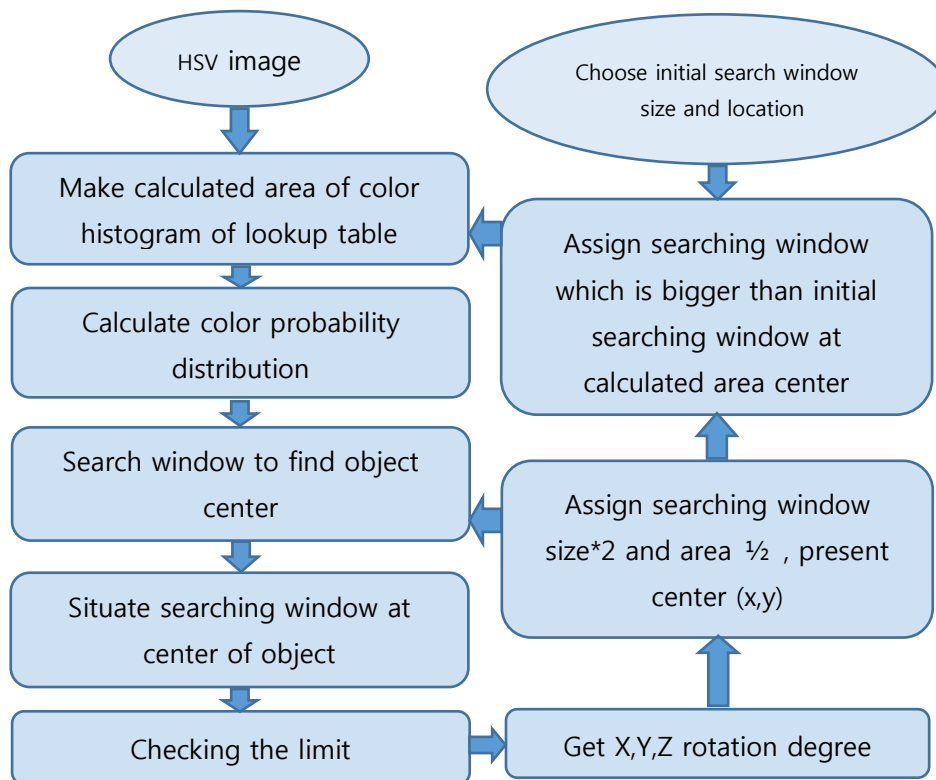 HSV image
Choose initial search window
size and location
Make calculated area of color
histogram of lookup table
Assign searching window
which is bigger than initial
searching window at
calculated area center
Calculate color probability
distribution
Search window to find object
center
Assign searching window
size*2 and area ½ , present
center (x,y)
Situate searching window at
center of object
Checking the limit
Get X,Y,Z rotation degree